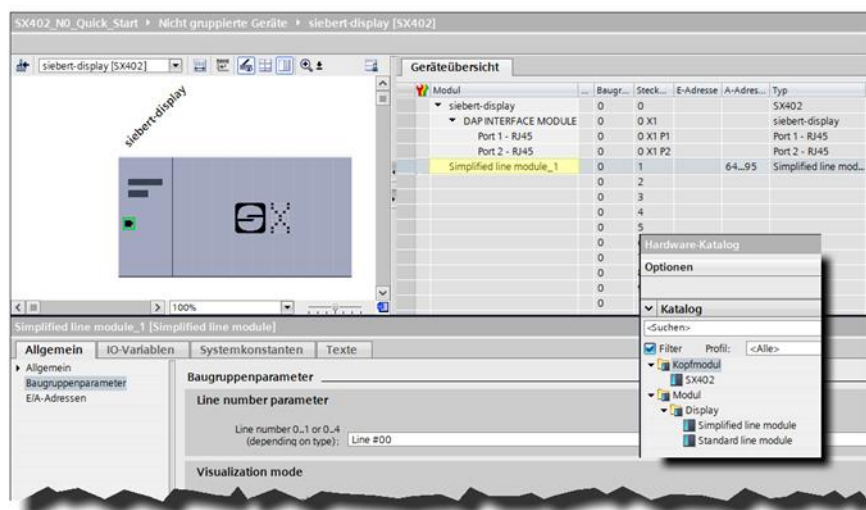 SX402_N0_Quick_Start ▸ Nicht gruppierte Geräte ▸ siebert-display [SX402]
siebert-display [SX402]
siebert-display
SX
100%
Geräteübersicht
Modul ... Baugr... Steck... E-Adresse A-Adres... Typ
siebert-display 0 0 SX402
DAP INTERFACE MODULE 0 0 X1 siebert-display
Port 1 - RJ45 0 0 X1 P1 Port 1 - RJ45
Port 2 - RJ45 0 0 X1 P2 Port 2 - RJ45
Simplified line module_1 0 1 64...95 Simplified line mod...
0 2
0 3
0 4
0 5
0
0
0
0
0
Hardware-Katalog
Optionen
Katalog
<Suchen>
Filter Profil: <Alle>
Kopfmodul
SX402
Modul
Display
Simplified line module
Standard line module
Simplified line module_1 [Simplified line module]
Allgemein IO-Variablen Systemkonstanten Texte
Allgemein
Baugruppenparameter
E/A-Adressen
Baugruppenparameter
Line number parameter
Line number 0..1 or 0..4
(depending on type): Line #00
Visualization mode